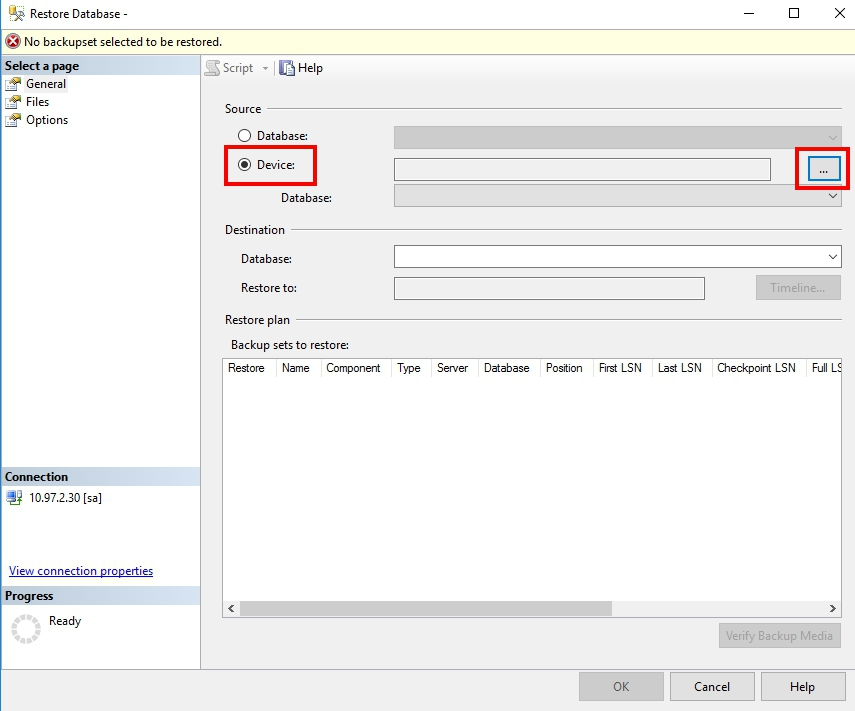 Restore Database -
No backupset selected to be restored.
Select a page
General
Files
Options
Script
Help
Source
Database:
Device:
...
Database:
Destination
Database:
Restore to:
Timeline...
Restore plan
Backup sets to restore:
Restore Name Component Type Server Database Position First LSN Last LSN Checkpoint LSN Full LS
Connection
10.97.2.30 [sa]
View connection properties
Progress
Ready
Verify Backup Media
OK
Cancel
Help